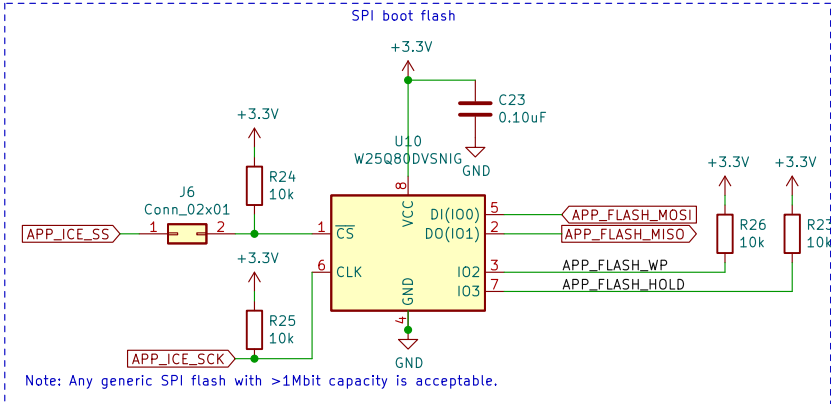 SPI boot flash
+3.3V
C23
0.10uF
GND
U10
W25Q80DVSNIG
+3.3V
R24
10k
J6
Conn_02x01
APP_ICE_SS
1
2
1
CS
6
CLK
8
VCC
GND
4
GND
DI(IO0)
5
APP_FLASH_MOSI
DO(IO1)
2
APP_FLASH_MISO
IO2
3
APP_FLASH_WP
IO3
7
APP_FLASH_HOLD
+3.3V
R26
10k
+3.3V
10k
+3.3V
R25
10k
APP_ICE_SCK
Note: Any generic SPI flash with >1Mbit capacity is acceptable.